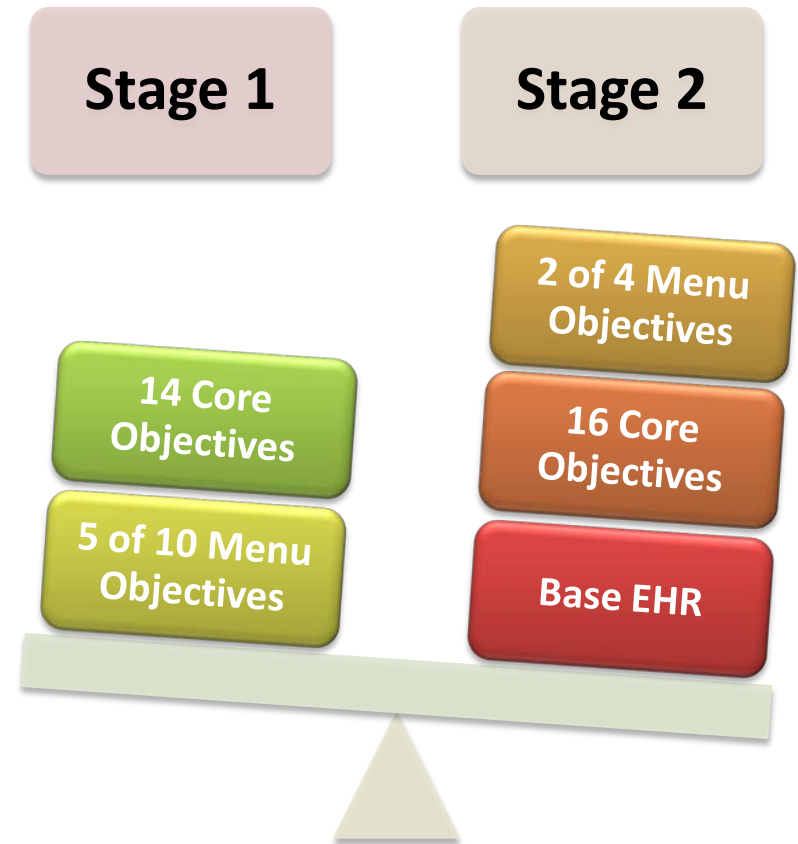 Stage 1
Stage 2
14 Core
Objectives
5 of 10 Menu
Objectives
2 of 4 Menu
Objectives
16 Core
Objectives
Base EHR